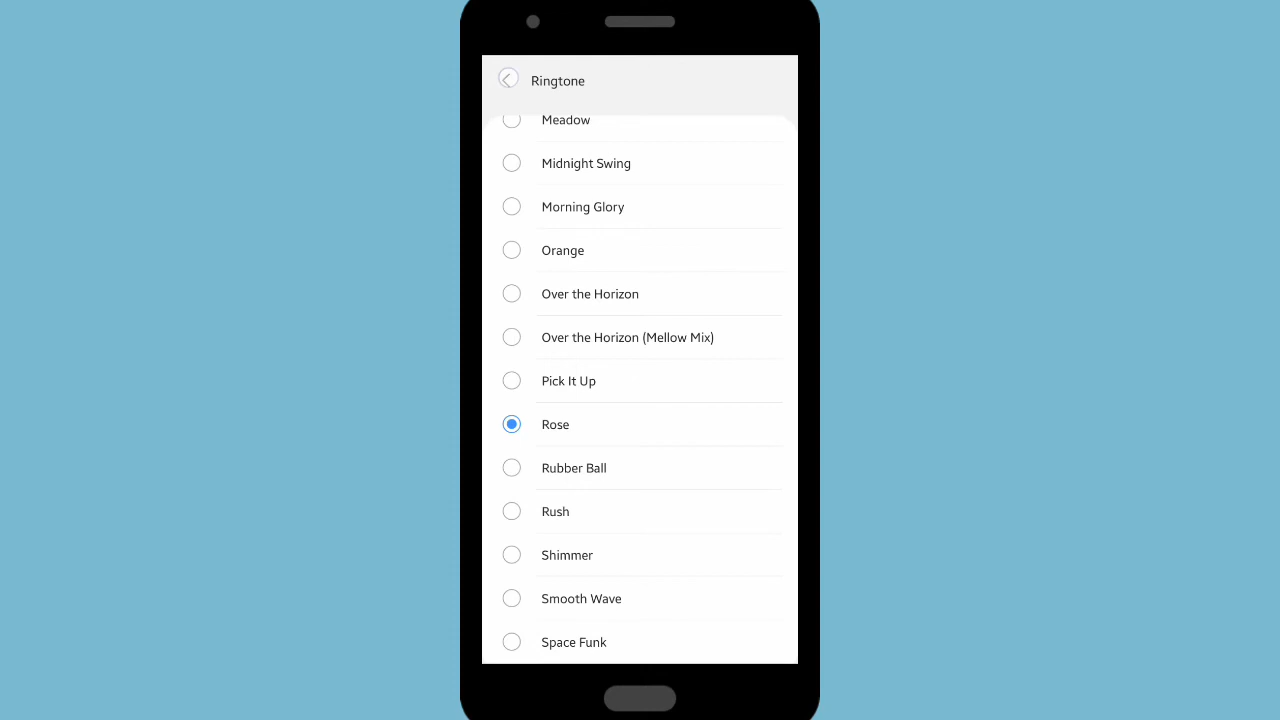 Ringtone
Meadow
Midnight Swing
Morning Glory
Orange
Over the Horizon
Over the Horizon (Mellow Mix)
Pick It Up
Rose
Rubber Ball
Rush
Shimmer
Smooth Wave
Space Funk